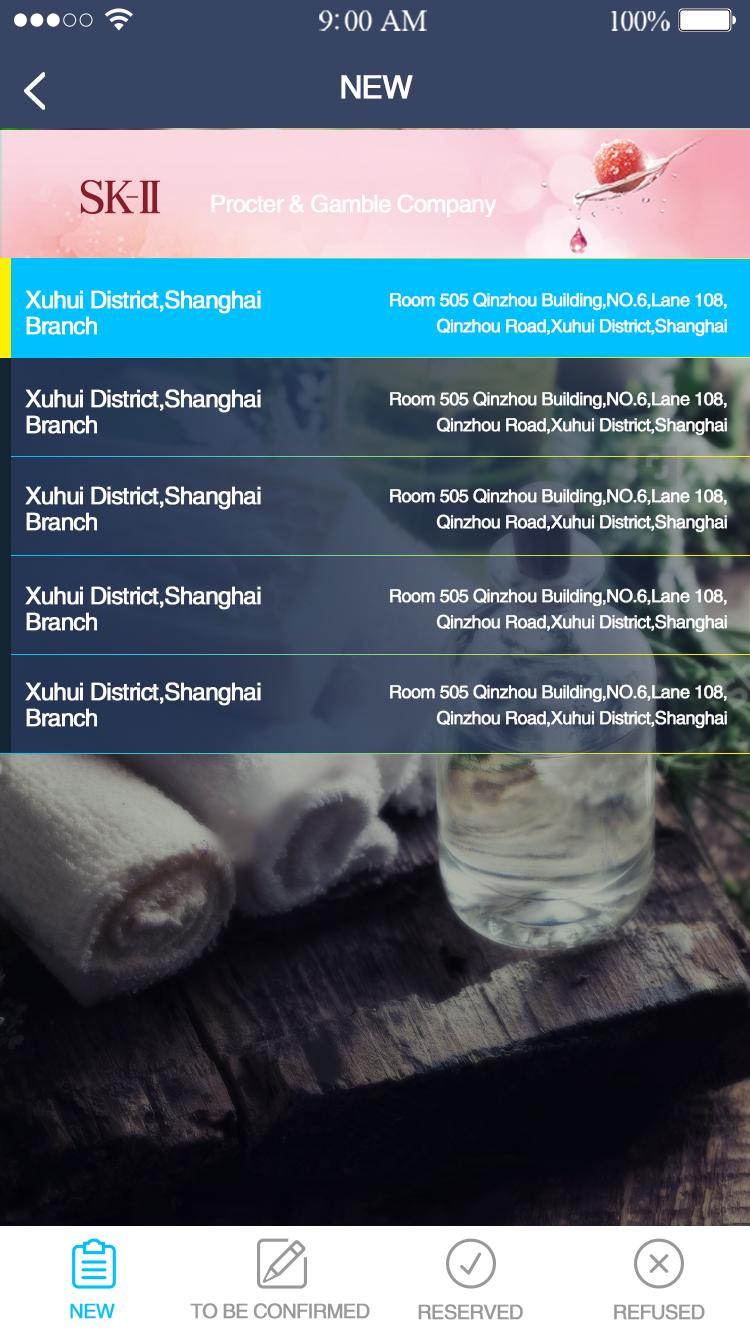 9:00 AM 100%
NEW
SK-II Procter & Gamble Company
Xuhui District,Shanghai
Branch
Room 505 Qinzhou Building,NO.6,Lane 108,
Qinzhou Road,Xuhui District,Shanghai
Xuhui District,Shanghai
Branch
Room 505 Qinzhou Building,NO.6,Lane 108,
Qinzhou Road,Xuhui District,Shanghai
Xuhui District,Shanghai
Branch
Room 505 Qinzhou Building,NO.6,Lane 108,
Qinzhou Road,Xuhui District,Shanghai
Xuhui District,Shanghai
Branch
Room 505 Qinzhou Building,NO.6,Lane 108,
Qinzhou Road,Xuhui District,Shanghai
Xuhui District,Shanghai
Branch
Room 505 Qinzhou Building,NO.6,Lane 108,
Qinzhou Road,Xuhui District,Shanghai
NEW TO BE CONFIRMED RESERVED REFUSED